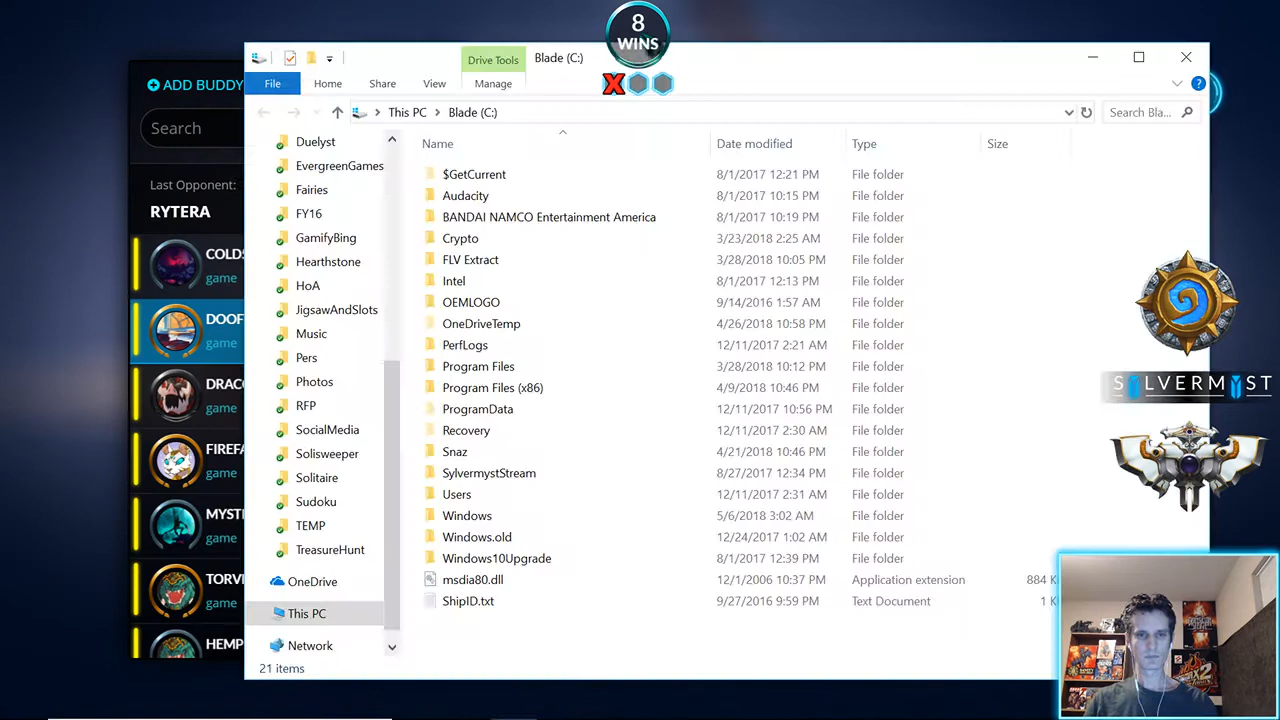 8
WINS
Drive Tools
Blade (C:)
File
Home
Share
View
Manage
This PC
Blade (C:)
Search Bla...
ADD BUDDY
Search
Last Opponent:
RYTERA
COLDS
game
DOOF
game
DRAC
game
FIREFA
game
MYST
game
TORV
game
HEMP
Duelyst
EvergreenGames
Fairies
FY16
GamifyBing
Hearthstone
HoA
JigsawAndSlots
Music
Pers
Photos
RFP
SocialMedia
Solisweeper
Solitaire
Sudoku
TEMP
TreasureHunt
OneDrive
This PC
Network
21 items
Name Date modified Type Size
$GetCurrent 8/1/2017 12:21 PM File folder
Audacity 8/1/2017 10:15 PM File folder
BANDAI NAMCO Entertainment America 8/1/2017 10:19 PM File folder
Crypto 3/23/2018 2:25 AM File folder
FLV Extract 3/28/2018 10:05 PM File folder
Intel 8/1/2017 12:13 PM File folder
OEMLOGO 9/14/2016 1:57 AM File folder
OneDriveTemp 4/26/2018 10:58 PM File folder
PerfLogs 12/11/2017 2:21 AM File folder
Program Files 3/28/2018 10:12 PM File folder
Program Files (x86) 4/9/2018 10:46 PM File folder
ProgramData 12/11/2017 10:56 PM File folder
Recovery 12/11/2017 2:30 AM File folder
Snaz 4/21/2018 10:46 PM File folder
SylvermystStream 8/27/2017 12:34 PM File folder
Users 12/11/2017 2:31 AM File folder
Windows 5/6/2018 3:02 AM File folder
Windows.old 12/24/2017 1:02 AM File folder
Windows10Upgrade 8/1/2017 12:39 PM File folder
msdia80.dll 12/1/2006 10:37 PM Application extension 884 K
ShipID.txt 9/27/2016 9:59 PM Text Document 1 K
SYLVERMYST